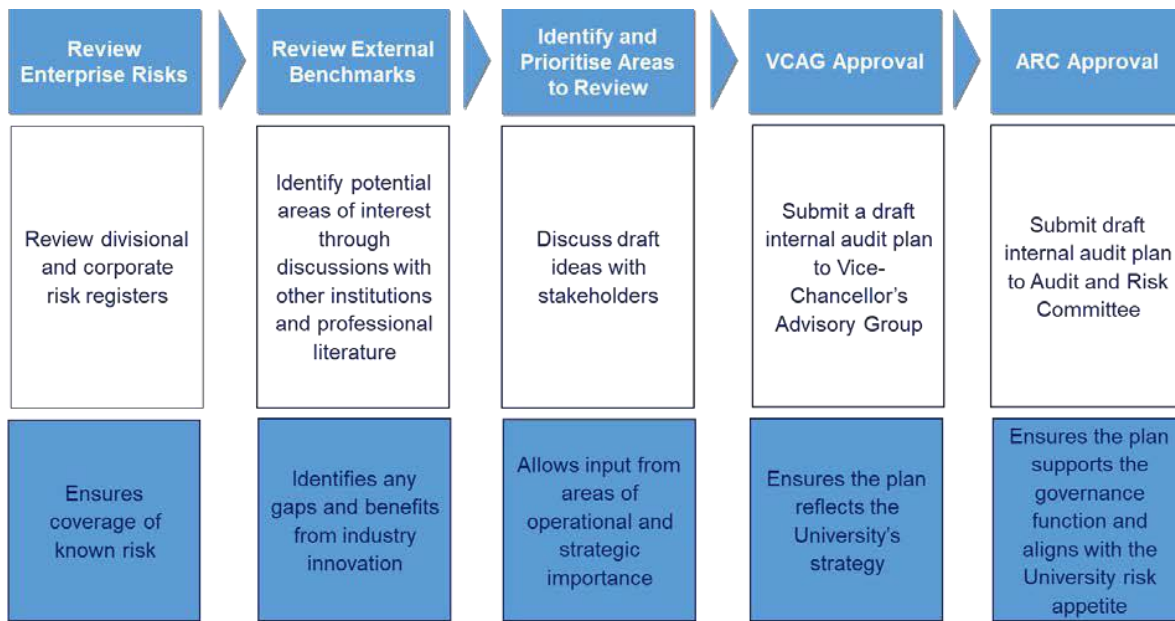 Review
Enterprise Risks
Review External
Benchmarks
Identify and
Prioritise Areas
to Review
VCAG Approval
ARC Approval
Review divisional
and corporate
risk registers
Identify potential
areas of interest
through
discussions with
other institutions
and professional
literature
Discuss draft
ideas with
stakeholders
Submit a draft
internal audit plan
to Vice-
Chancellor's
Advisory Group
Submit draft
internal audit plan
to Audit and Risk
Committee
Ensures
coverage of
known risk
Identifies any
gaps and benefits
from industry
innovation
Allows input from
areas of
operational and
strategic
importance
Ensures the plan
reflects the
University's
strategy
Ensures the plan
supports the
governance
function and
aligns with the
University risk
appetite